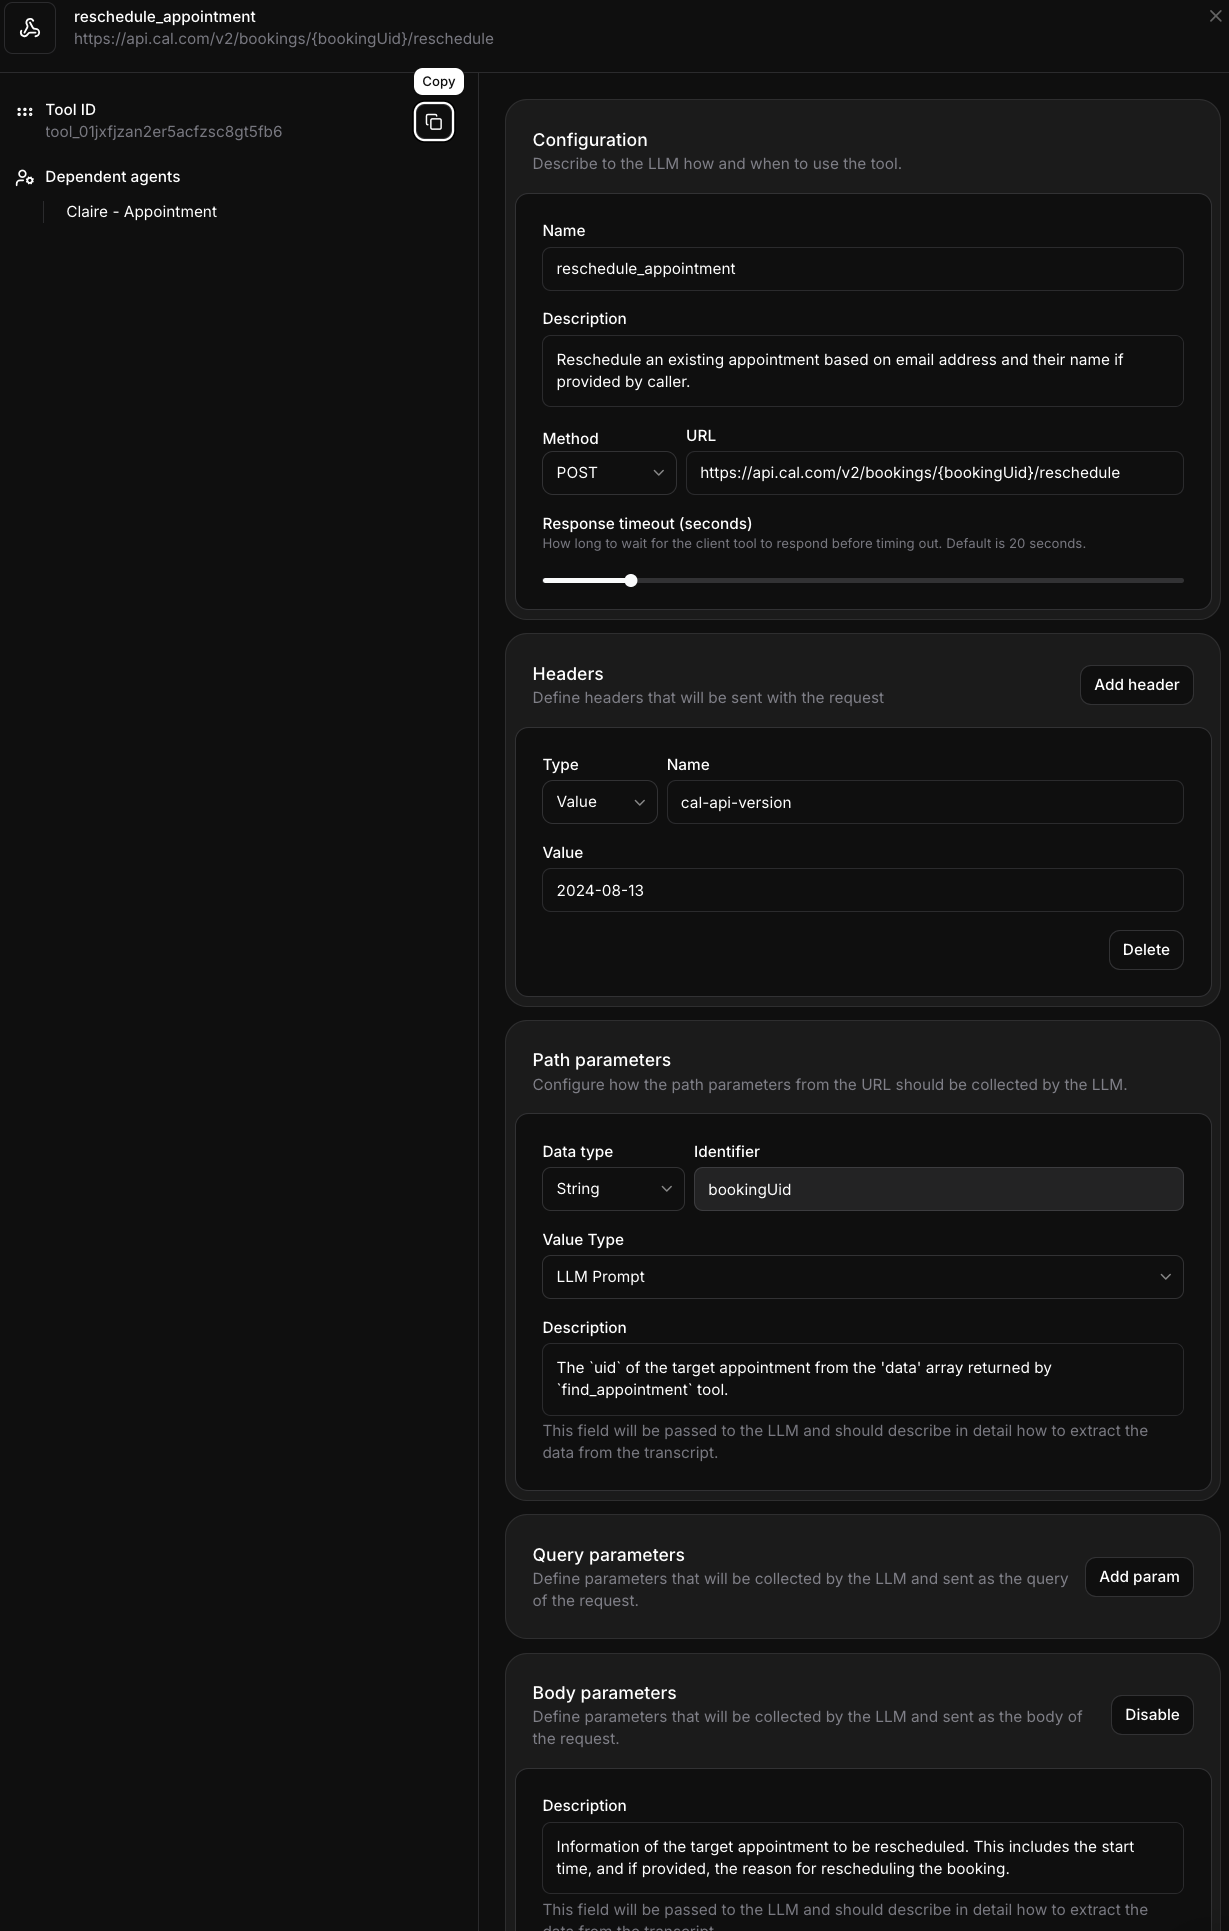 reschedule_appointment
https://api.cal.com/v2/bookings/{bookingUid}/reschedule
Copy
Tool ID
tool_01jxfjzan2er5acfzsc8gt5fb6
Dependent agents
Claire - Appointment
Configuration
Describe to the LLM how and when to use the tool.
Name
reschedule_appointment
Description
Reschedule an existing appointment based on email address and their name if
provided by caller.
Method
URL
POST
https://api.cal.com/v2/bookings/{bookingUid}/reschedule
Response timeout (seconds)
How long to wait for the client tool to respond before timing out. Default is 20 seconds.
Headers
Define headers that will be sent with the request
Add header
Type
Name
Value
cal-api-version
Value
2024-08-13
Delete
Path parameters
Configure how the path parameters from the URL should be collected by the LLM.
Data type
Identifier
String
bookingUid
Value Type
LLM Prompt
Description
The `uid` of the target appointment from the 'data' array returned by
`find_appointment` tool.
This field will be passed to the LLM and should describe in detail how to extract the
data from the transcript.
Query parameters
Define parameters that will be collected by the LLM and sent as the query
of the request.
Add param
Body parameters
Define parameters that will be collected by the LLM and sent as the body of
the request.
Disable
Description
Information of the target appointment to be rescheduled. This includes the start
time, and if provided, the reason for rescheduling the booking.
This field will be passed to the LLM and should describe in detail how to extract the
data from the transcript.